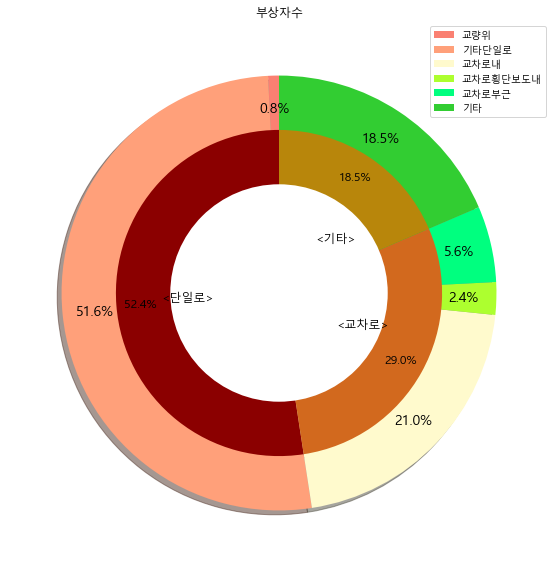 부상자수
교량위
기타단일로
교차로내
교차로횡단보도내
교차로부근
기타
0.8%
18.5%
18.5%
<기타>
5.6%
51.6%
52.4%
<단일로>
2.4%
<교차로>
29.0%
21.0%